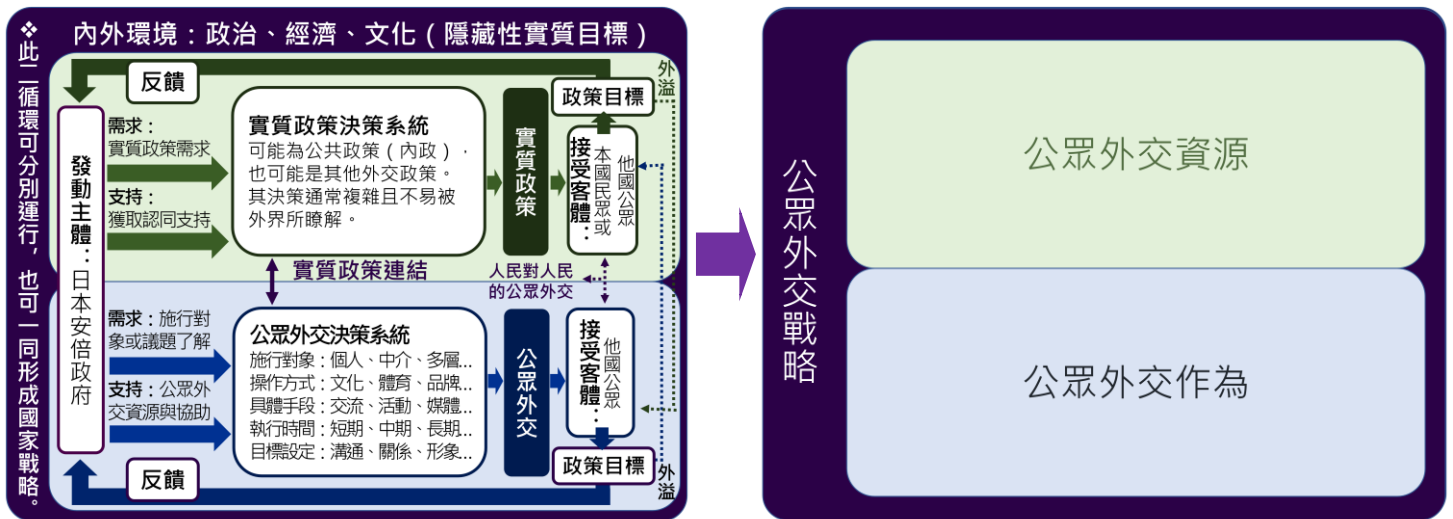 ❖此二循環可分別運行，也可一同形成國家戰略。
內外環境：政治、經濟、文化（隱藏性實質目標）
反饋
外溢
政策目標
發動主體：日本安倍政府
需求：
實質政策需求
支持：
獲取認同支持
實質政策決策系統
可能為公共政策（內政），
也可能是其他外交政策。
其決策通常複雜且不易被
外界所瞭解。
實質政策
接受客體：
本國民眾或
他國公眾
實質政策連結
人民對人民
的公眾外交
需求：施行對
象或議題了解
支持：公眾外
交資源與協助
公眾外交決策系統
施行對象：個人、中介、多層…
操作方式：文化、體育、品牌…
具體手段：交流、活動、媒體…
執行時間：短期、中期、長期…
目標設定：溝通、關係、形象…
公眾外交
接受客體：
他國公眾
政策目標
外溢
反饋
公眾外交戰略
公眾外交資源
公眾外交作為